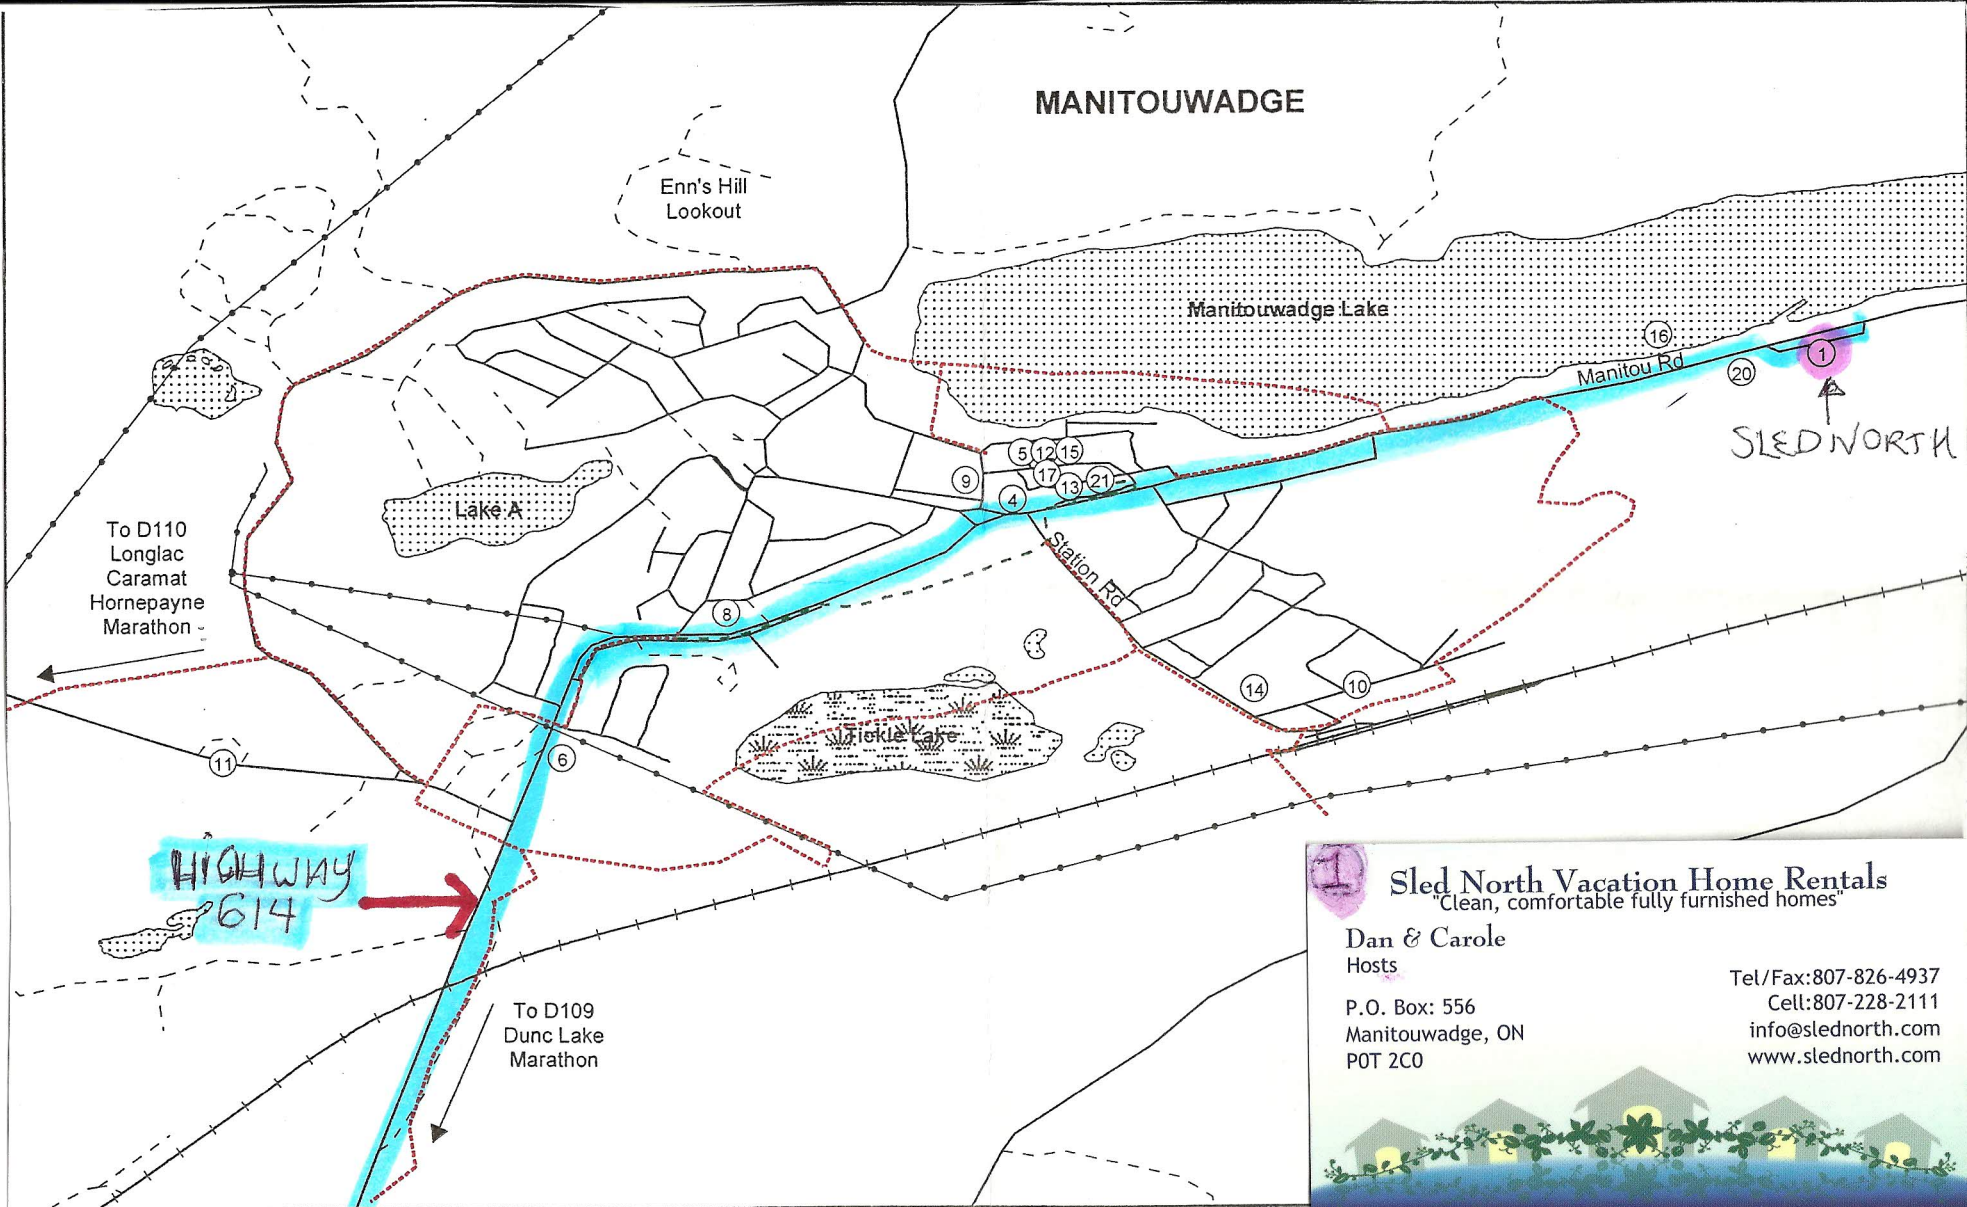 MANITOUWADGE
Enn's Hill
Lookout
Manitouwadge Lake
16
Manitou Rd
20
1
SLEDNORTH
5
12
15
9
17
13
21
4
Lake A
To D110
Longlac
Caramat
Hornepayne
Marathon
Station Rd
8
14
10
Fickle Lake
6
11
HIGHWAY
614
To D109
Dunc Lake
Marathon
1
Sled North Vacation Home Rentals
"Clean, comfortable fully furnished homes"
Dan & Carole
Hosts
P.O. Box: 556
Manitouwadge, ON
P0T 2C0
Tel/Fax:807-826-4937
Cell:807-228-2111
info@slednorth.com
www.slednorth.com